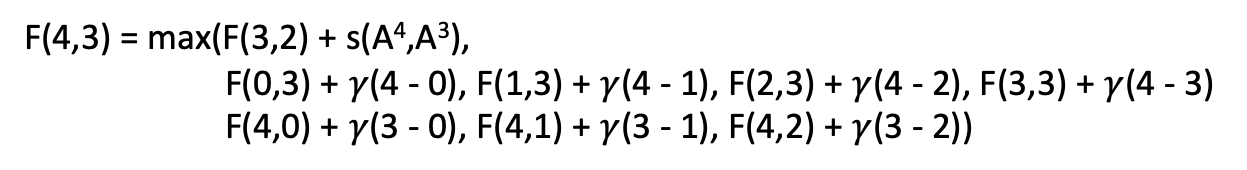 F(4,3) = max(F(3,2) + s(A⁴,A³),
F(0,3) + γ(4 - 0), F(1,3) + γ(4 - 1), F(2,3) + γ(4 - 2), F(3,3) + γ(4 - 3)
F(4,0) + γ(3 - 0), F(4,1) + γ(3 - 1), F(4,2) + γ(3 - 2))